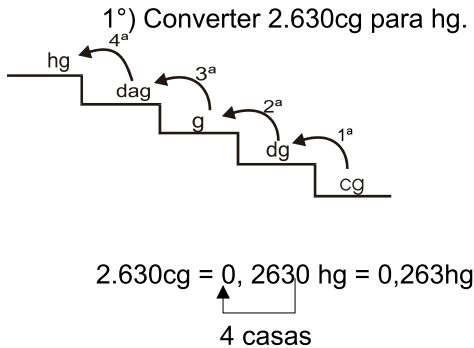 1°) Converter 2.630cg para hg.
4ª
hg
3ª
dag
2ª
g
1ª
dg
cg
2.630cg = 0, 2630 hg = 0,263hg
4 casas